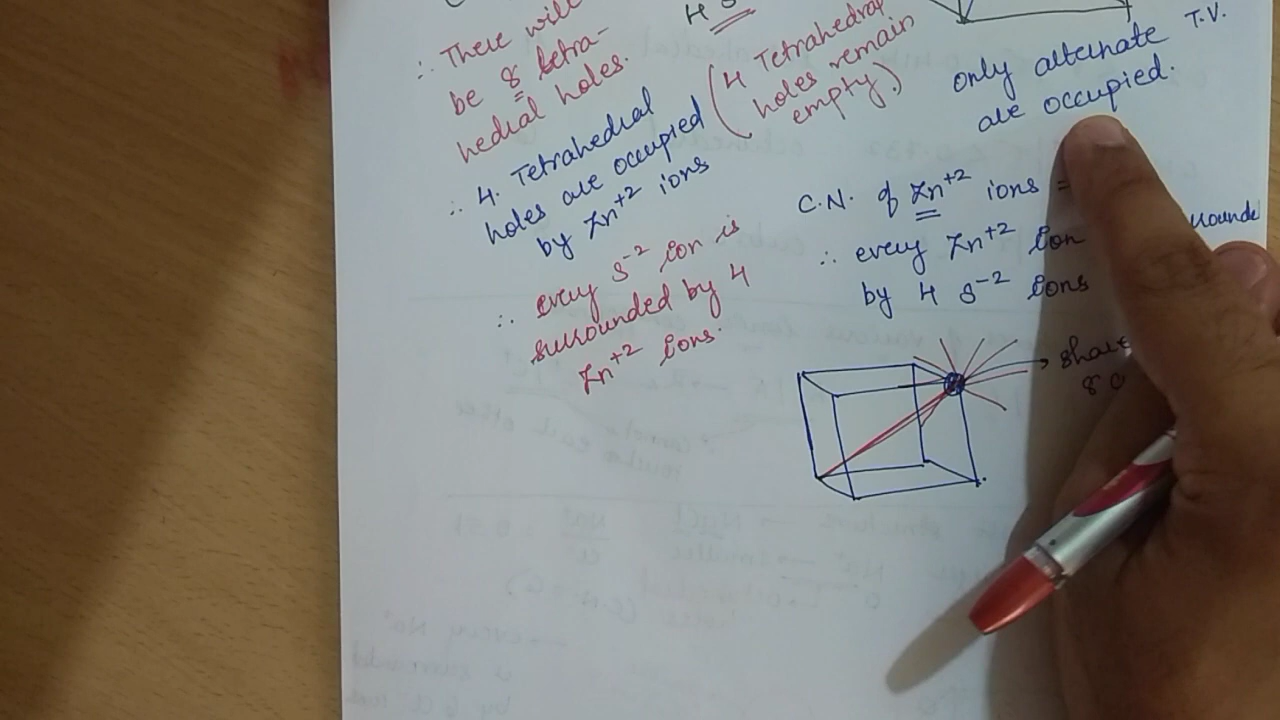 ∴ There will
be 8 tetra-
hedral holes.
∴ 4. Tetrahedral
holes are occupied
by Zn+2 ions
(4 Tetrahedral
holes remain
empty.)
∴ every S-2 ion is
surrounded by 4
Zn+2 ions.
only alternate T.V.
are occupied.
C.N. of Zn+2 ions =
∴ every Zn+2 ion
by 4 S-2 ions